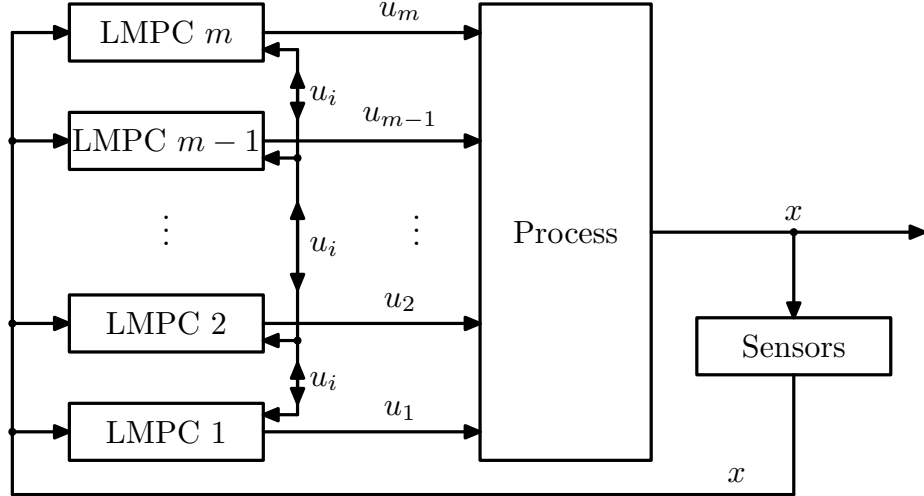 LMPC m
u_m
u_i
LMPC m − 1
u_{m−1}
⋮
⋮
u_i
Process
x
LMPC 2
u_2
Sensors
u_i
LMPC 1
u_1
x